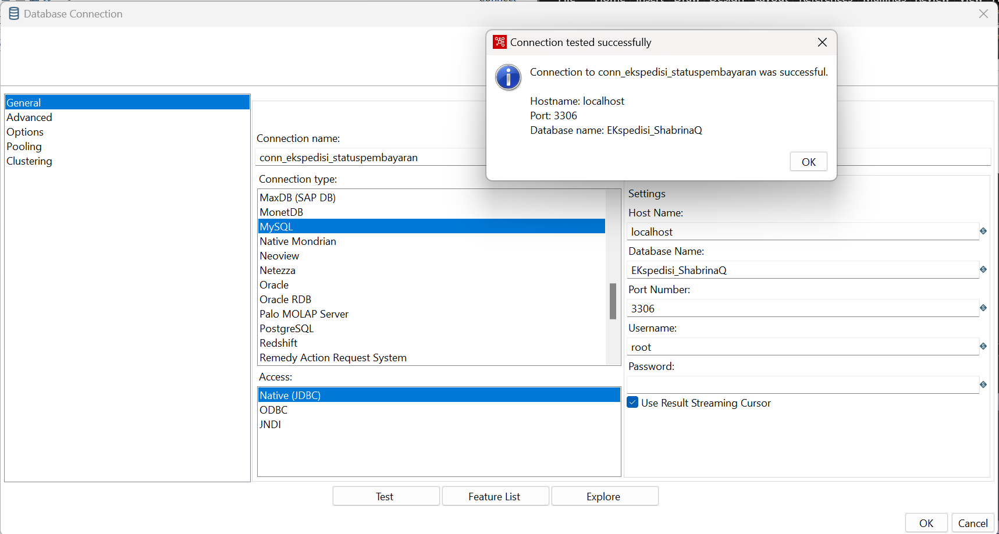 Database Connection
Connection tested successfully
Connection to conn_ekspedisi_statuspembayaran was successful.
Hostname: localhost
Port: 3306
Database name: EKspedisi_ShabrinaQ
OK
General
Advanced
Options
Pooling
Clustering
Connection name:
conn_ekspedisi_statuspembayaran
Connection type:
MaxDB (SAP DB)
MonetDB
MySQL
Native Mondrian
Neoview
Netezza
Oracle
Oracle RDB
Palo MOLAP Server
PostgreSQL
Redshift
Remedy Action Request System
Access:
Native (JDBC)
ODBC
JNDI
Settings
Host Name:
localhost
Database Name:
EKspedisi_ShabrinaQ
Port Number:
3306
Username:
root
Password:
Use Result Streaming Cursor
Test
Feature List
Explore
OK
Cancel